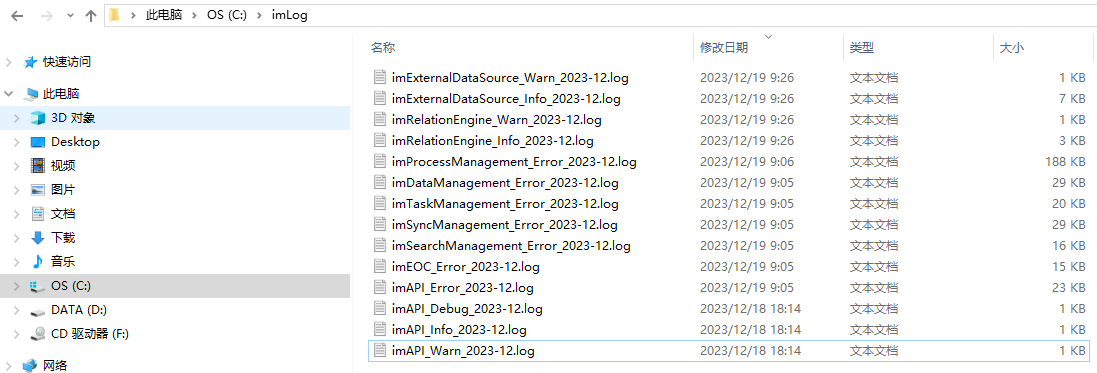 此电脑 OS (C:) imLog
快速访问
此电脑
3D 对象
Desktop
视频
图片
文档
下载
音乐
OS (C:)
DATA (D:)
CD 驱动器 (F:)
网络
名称 修改日期 类型 大小
imExternalDataSource_Warn_2023-12.log 2023/12/19 9:26 文本文档 1 KB
imExternalDataSource_Info_2023-12.log 2023/12/19 9:26 文本文档 7 KB
imRelationEngine_Warn_2023-12.log 2023/12/19 9:26 文本文档 1 KB
imRelationEngine_Info_2023-12.log 2023/12/19 9:26 文本文档 3 KB
imProcessManagement_Error_2023-12.log 2023/12/19 9:06 文本文档 188 KB
imDataManagement_Error_2023-12.log 2023/12/19 9:05 文本文档 29 KB
imTaskManagement_Error_2023-12.log 2023/12/19 9:05 文本文档 20 KB
imSyncManagement_Error_2023-12.log 2023/12/19 9:05 文本文档 29 KB
imSearchManagement_Error_2023-12.log 2023/12/19 9:05 文本文档 16 KB
imEOC_Error_2023-12.log 2023/12/19 9:05 文本文档 15 KB
imAPI_Error_2023-12.log 2023/12/19 9:05 文本文档 23 KB
imAPI_Debug_2023-12.log 2023/12/18 18:14 文本文档 1 KB
imAPI_Info_2023-12.log 2023/12/18 18:14 文本文档 1 KB
imAPI_Warn_2023-12.log 2023/12/18 18:14 文本文档 1 KB